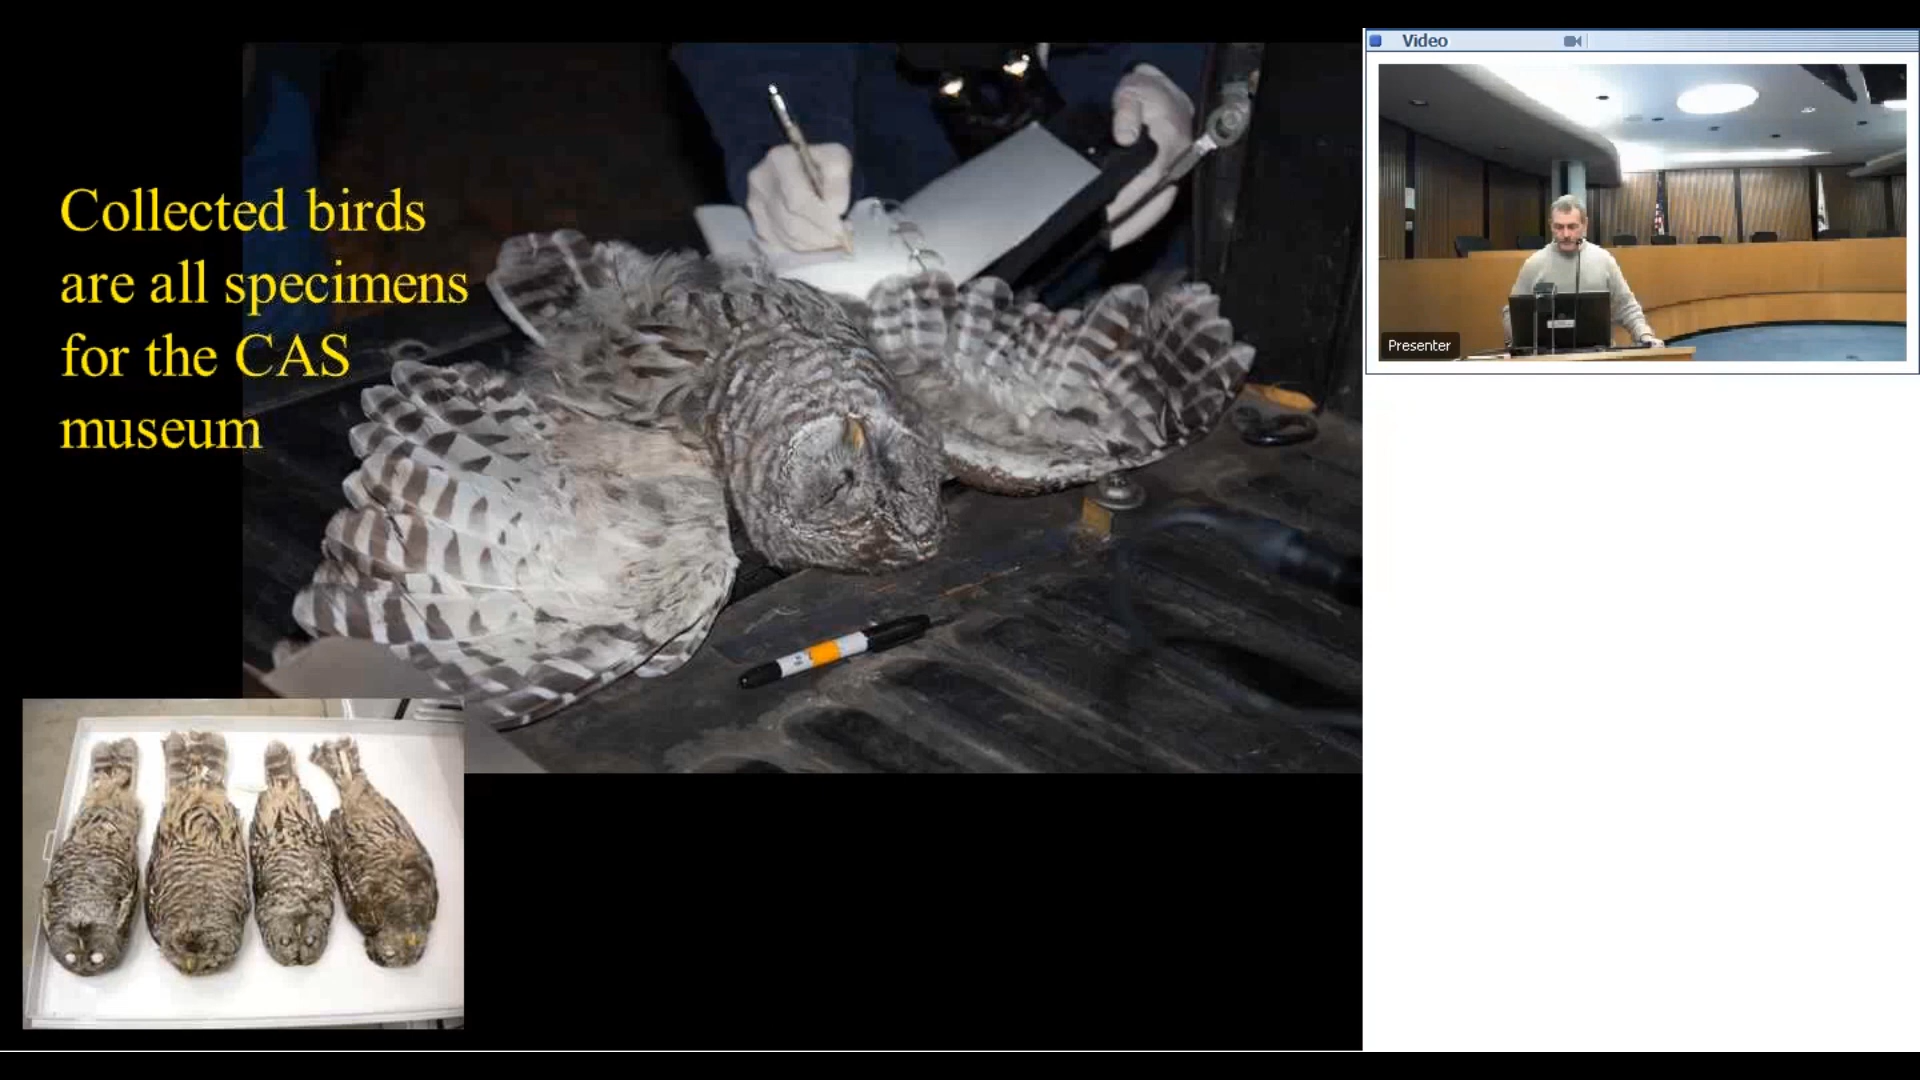 Collected birds
are all specimens
for the CAS
museum
Video
Presenter